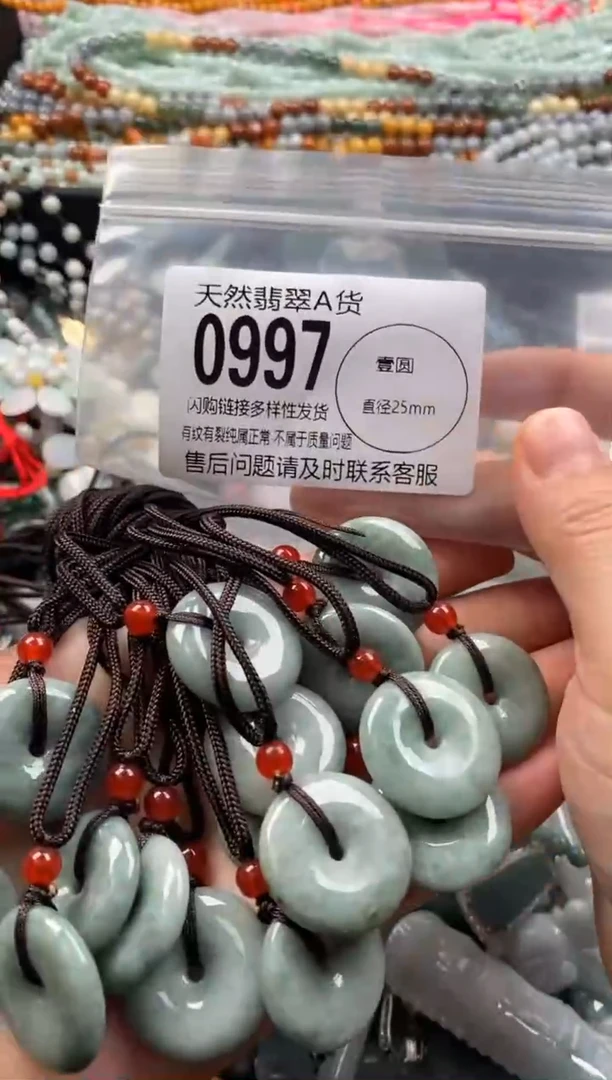 天然翡翠A货
0997
壹圆
直径25mm
闪购链接多样性发货
有纹有裂纯属正常 不属于质量问题
售后问题请及时联系客服